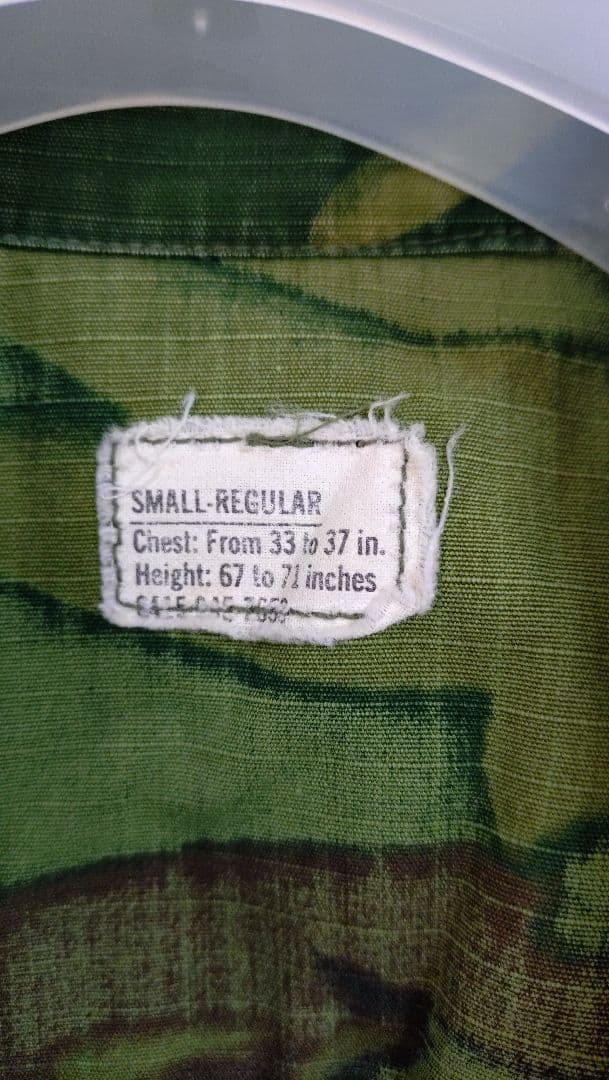 SMALL-REGULAR
Chest: From 33 to 37 in.
Height: 67 to 71 inches